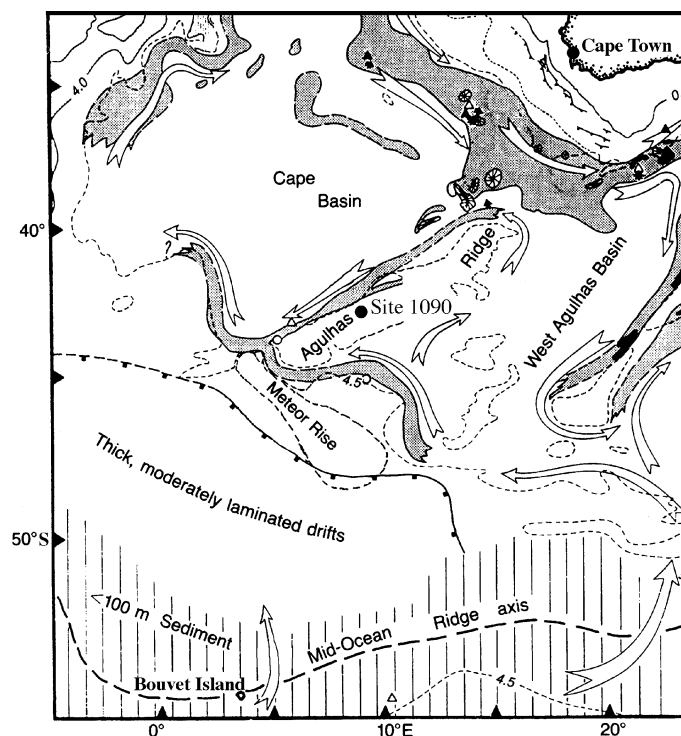 Cape Town
4.0
0
Cape
Basin
40°
?
Ridge
West Agulhas Basin
Site 1090
Agulhas
4.5
Meteor Rise
Thick, moderately laminated drifts
50°S
<100 m Sediment
Mid-Ocean Ridge axis
Bouvet Island
4.5
0° 10°E 20°